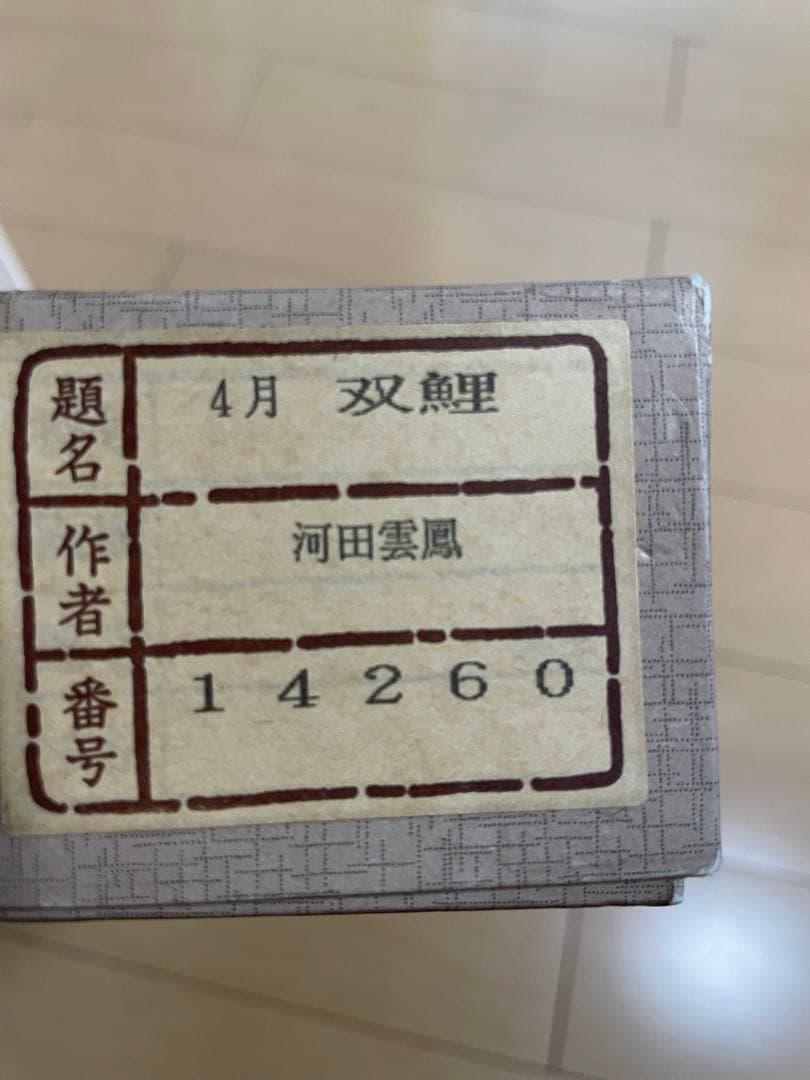 題名 4月 双鯉
作者 河田雲鳳
番号 14260